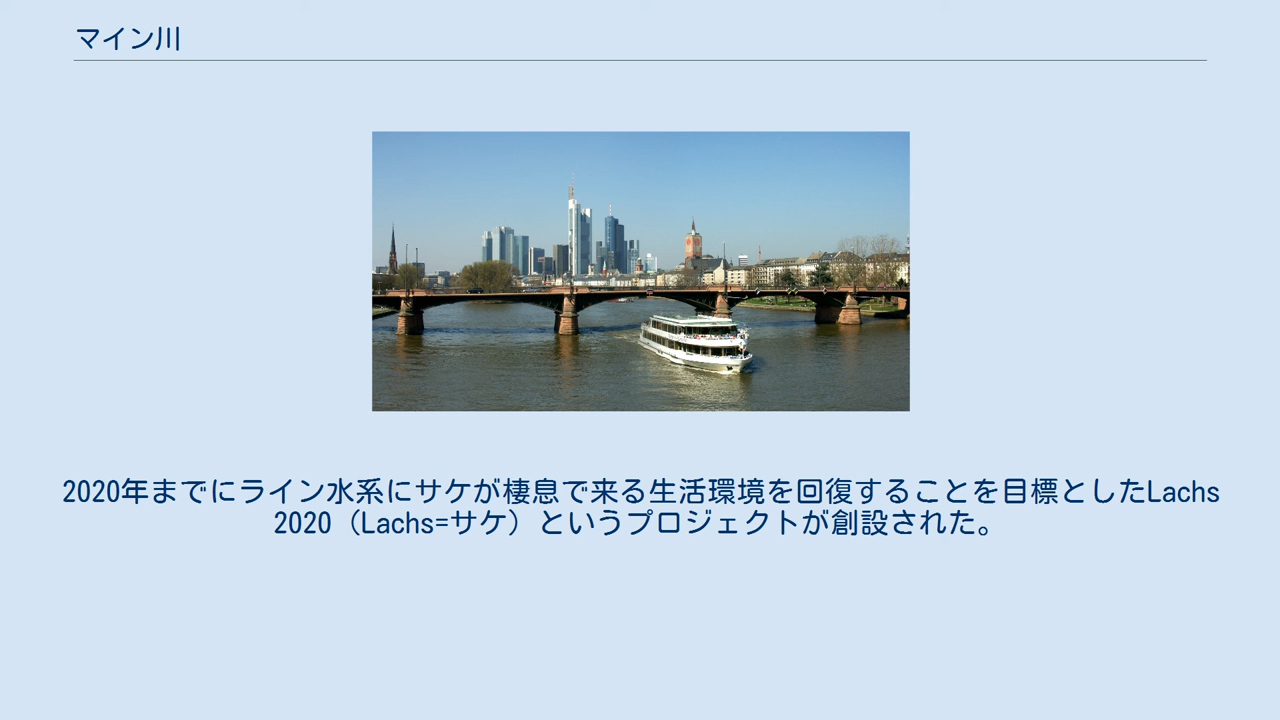 マイン川
2020年までにライン水系にサケが棲息で来る生活環境を回復することを目標としたLachs
2020（Lachs=サケ）というプロジェクトが創設された。